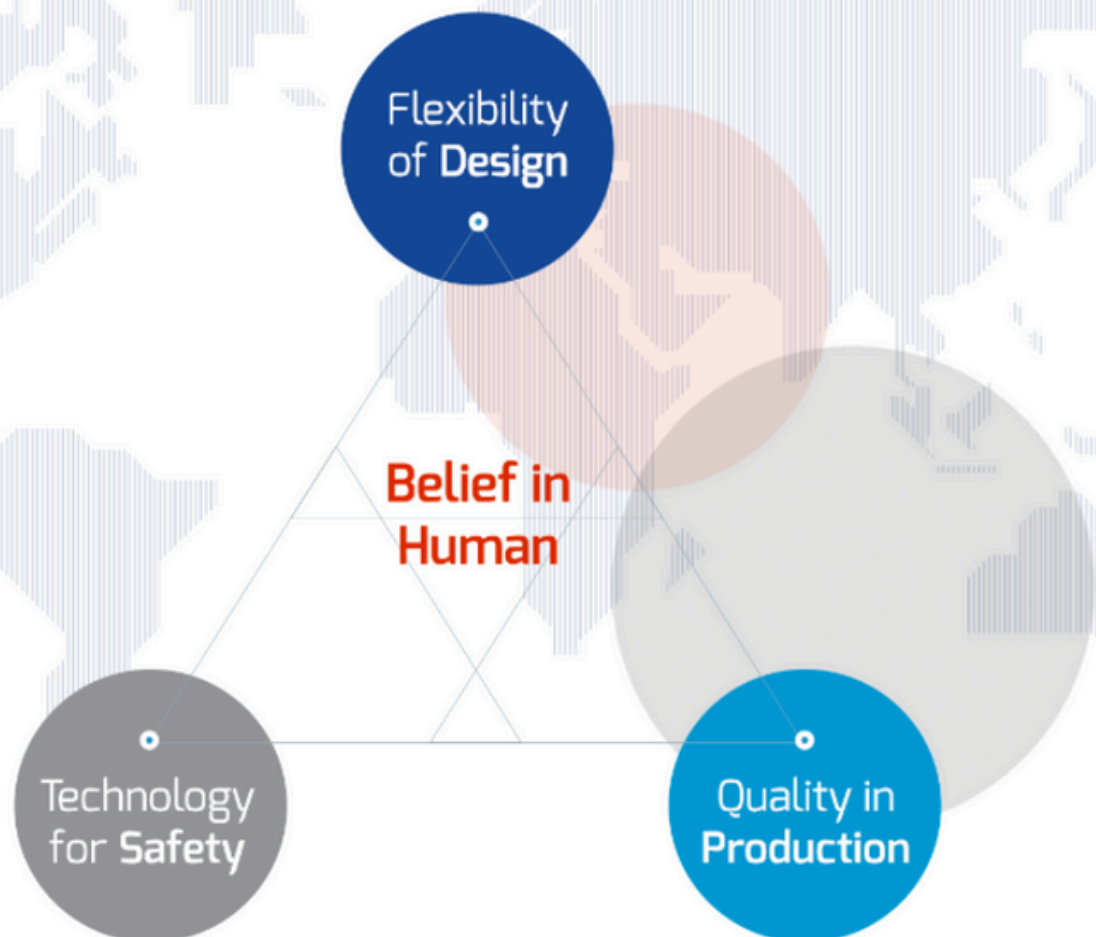 Flexibility
of Design
Belief in
Human
Technology
for Safety
Quality in
Production